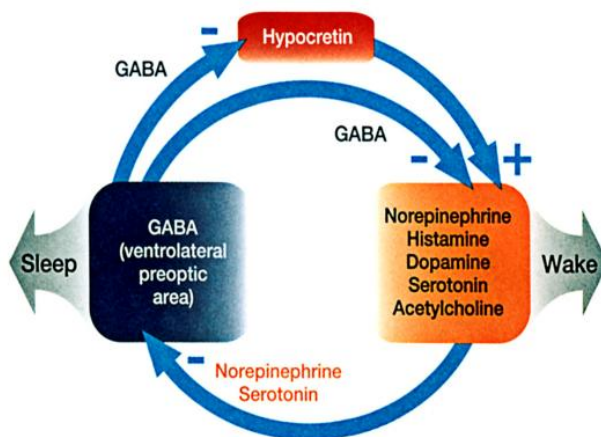 -
Hypocretin
GABA
GABA
-
+
GABA
(ventrolateral
preoptic
area)
Sleep
Norepinephrine
Histamine
Dopamine
Serotonin
Acetylcholine
Wake
-
Norepinephrine
Serotonin